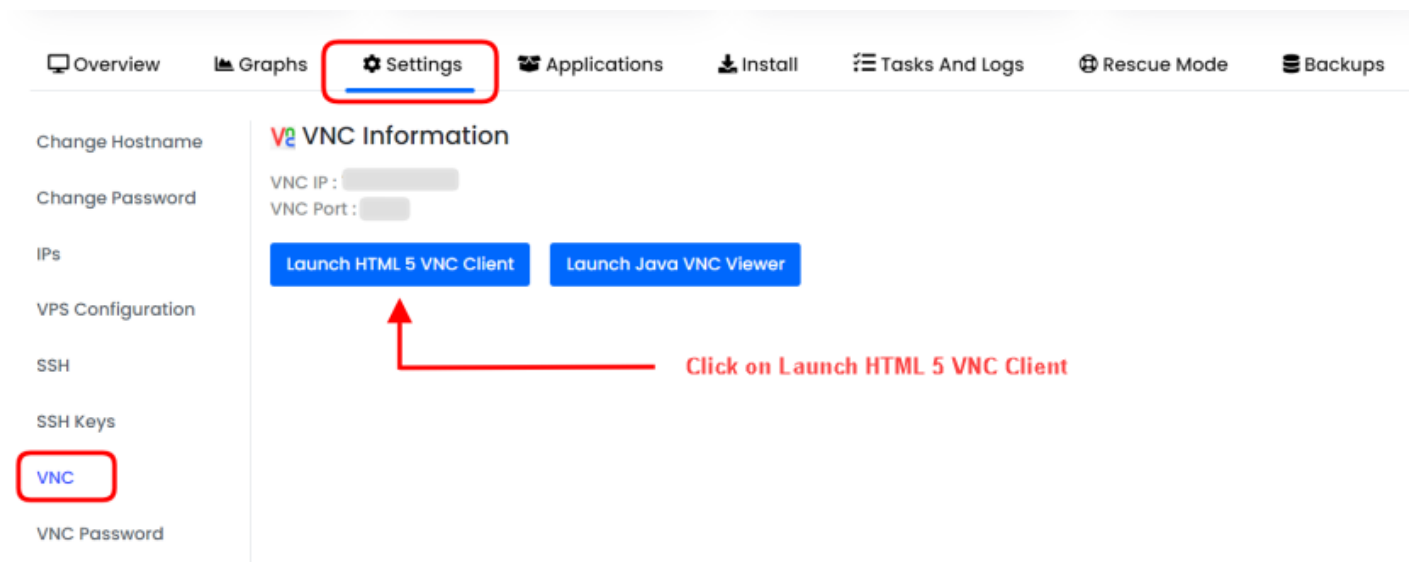 Overview Graphs Settings Applications Install Tasks And Logs Rescue Mode Backups
Change Hostname
Change Password
IPs
VPS Configuration
SSH
SSH Keys
VNC
VNC Password
VNC VNC Information
VNC IP :
VNC Port :
Launch HTML 5 VNC Client Launch Java VNC Viewer
Click on Launch HTML 5 VNC Client